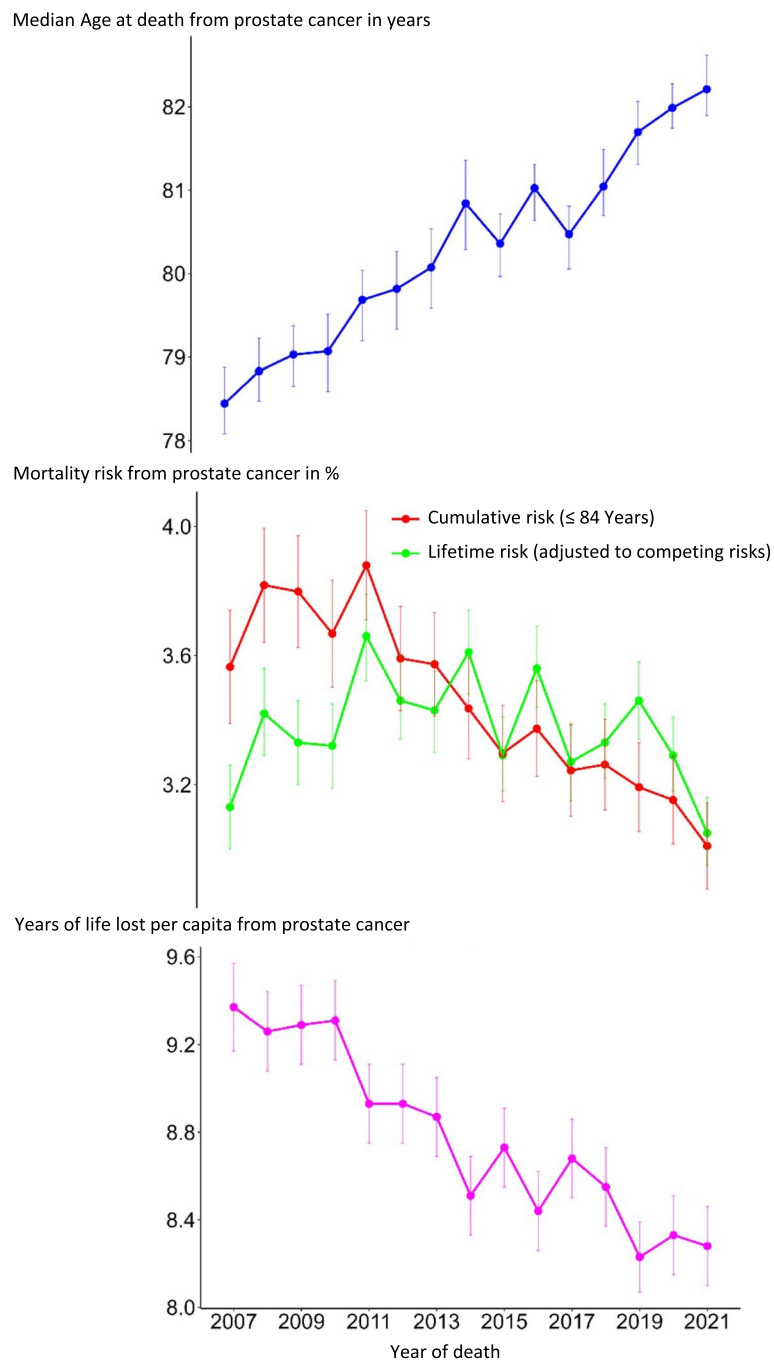 Median Age at death from prostate cancer in years
82
81
80
79
78
Mortality risk from prostate cancer in %
4.0
Cumulative risk (≤ 84 Years)
Lifetime risk (adjusted to competing risks)
3.6
3.2
Years of life lost per capita from prostate cancer
9.6
9.2
8.8
8.4
8.0
2007 2009 2011 2013 2015 2017 2019 2021
Year of death